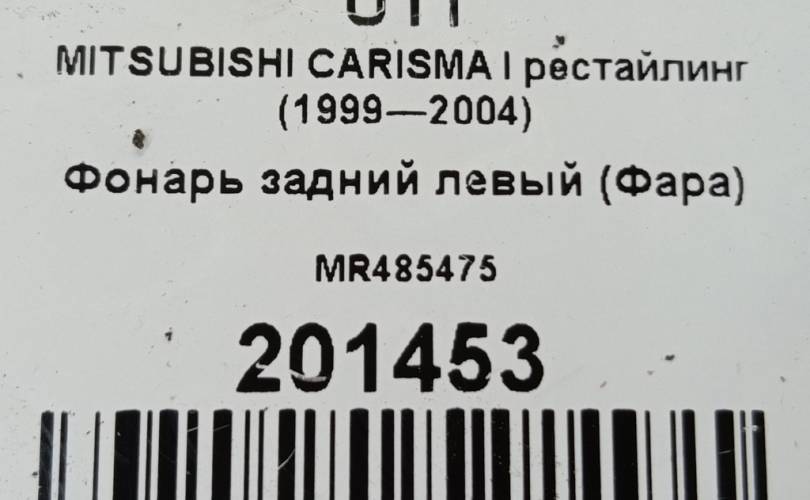 MITSUBISHI CARISMA I рестайлинг
(1999—2004)
Фонарь задний левый (Фара)
MR485475
201453